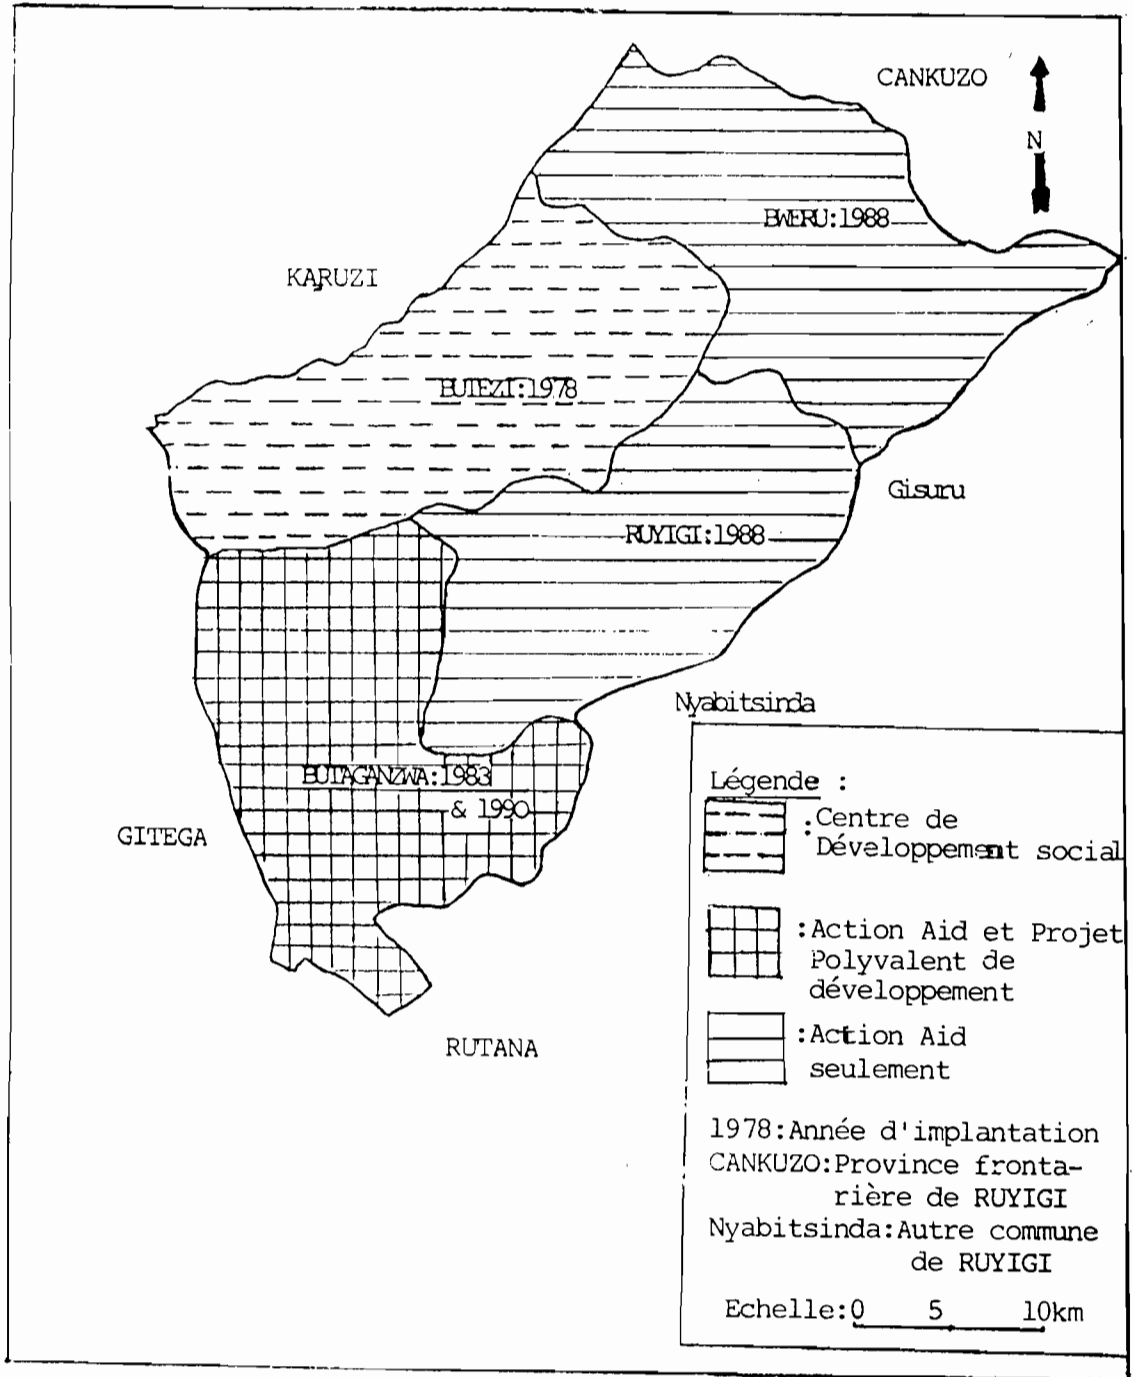 CANKUZO
N
BWERU:1988
KARUZI
BUTEZI:1978
Gisuru
RUYIGI:1988
Nyabitsinda
BUTAGANZWA:1983
& 1990
GITEGA
RUTANA
Légende :
:Centre de
Développement social
:Action Aid et Projet
Polyvalent de
développement
:Action Aid
seulement
1978:Année d'implantation
CANKUZO:Province fronta-
rière de RUYIGI
Nyabitsinda:Autre commune
de RUYIGI
Echelle:0 5 10km